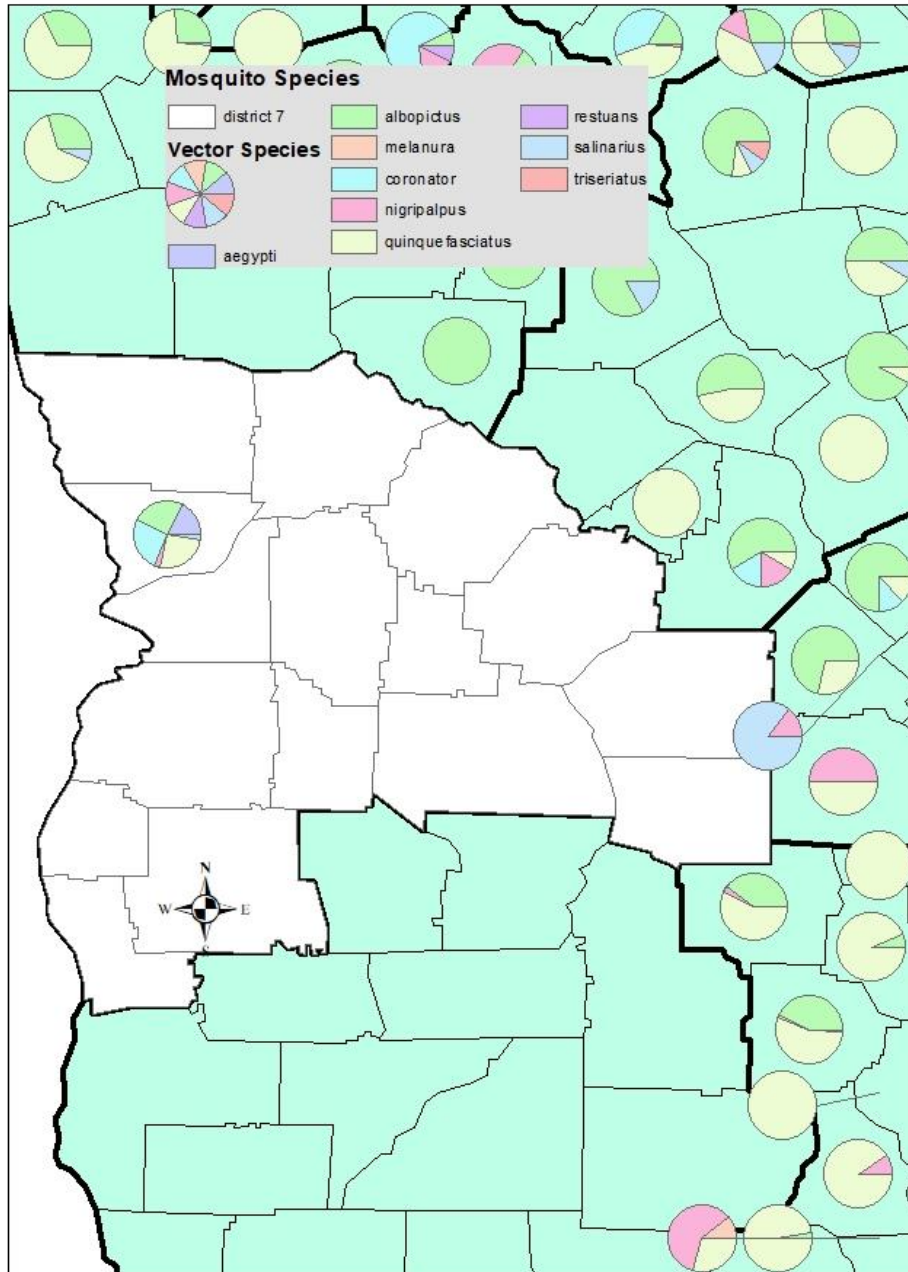 Mosquito Species
district 7
Vector Species
aegypti
albopictus
melanura
coronator
nigripalpus
quinquefasciatus
restuans
salinarius
triseriatus
N
W E
S